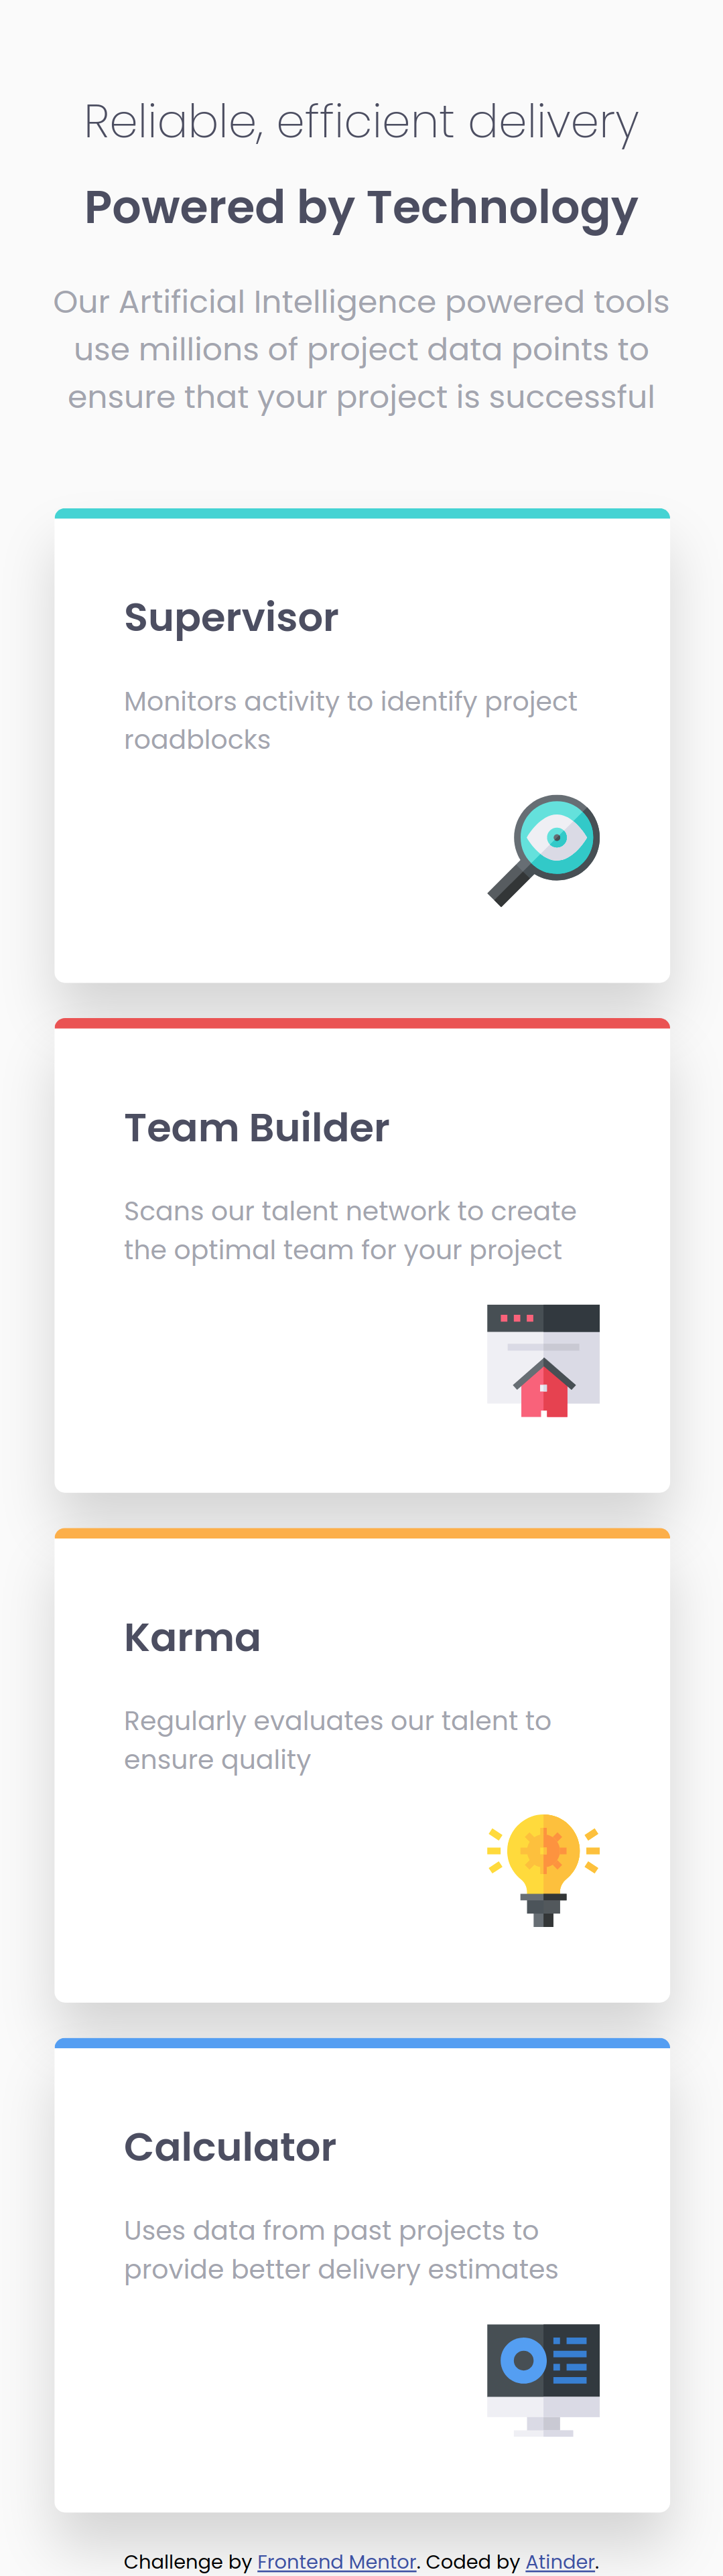 Reliable, efficient delivery
Powered by Technology
Our Artificial Intelligence powered tools
use millions of project data points to
ensure that your project is successful
Supervisor
Monitors activity to identify project
roadblocks
Team Builder
Scans our talent network to create
the optimal team for your project
Karma
Regularly evaluates our talent to
ensure quality
Calculator
Uses data from past projects to
provide better delivery estimates
Challenge by Frontend Mentor. Coded by Atinder.